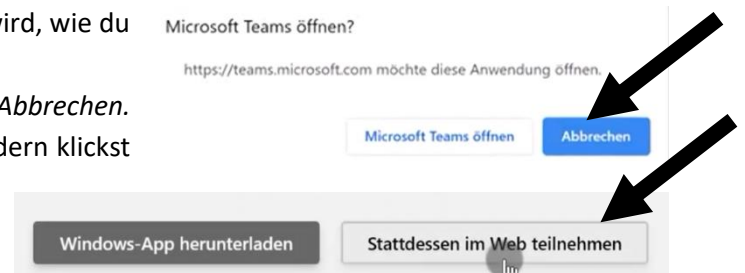 wird, wie du
Abbrechen.
dern klickst
Microsoft Teams öffnen?
https://teams.microsoft.com möchte diese Anwendung öffnen.
Microsoft Teams öffnen
Abbrechen
Windows-App herunterladen
Stattdessen im Web teilnehmen